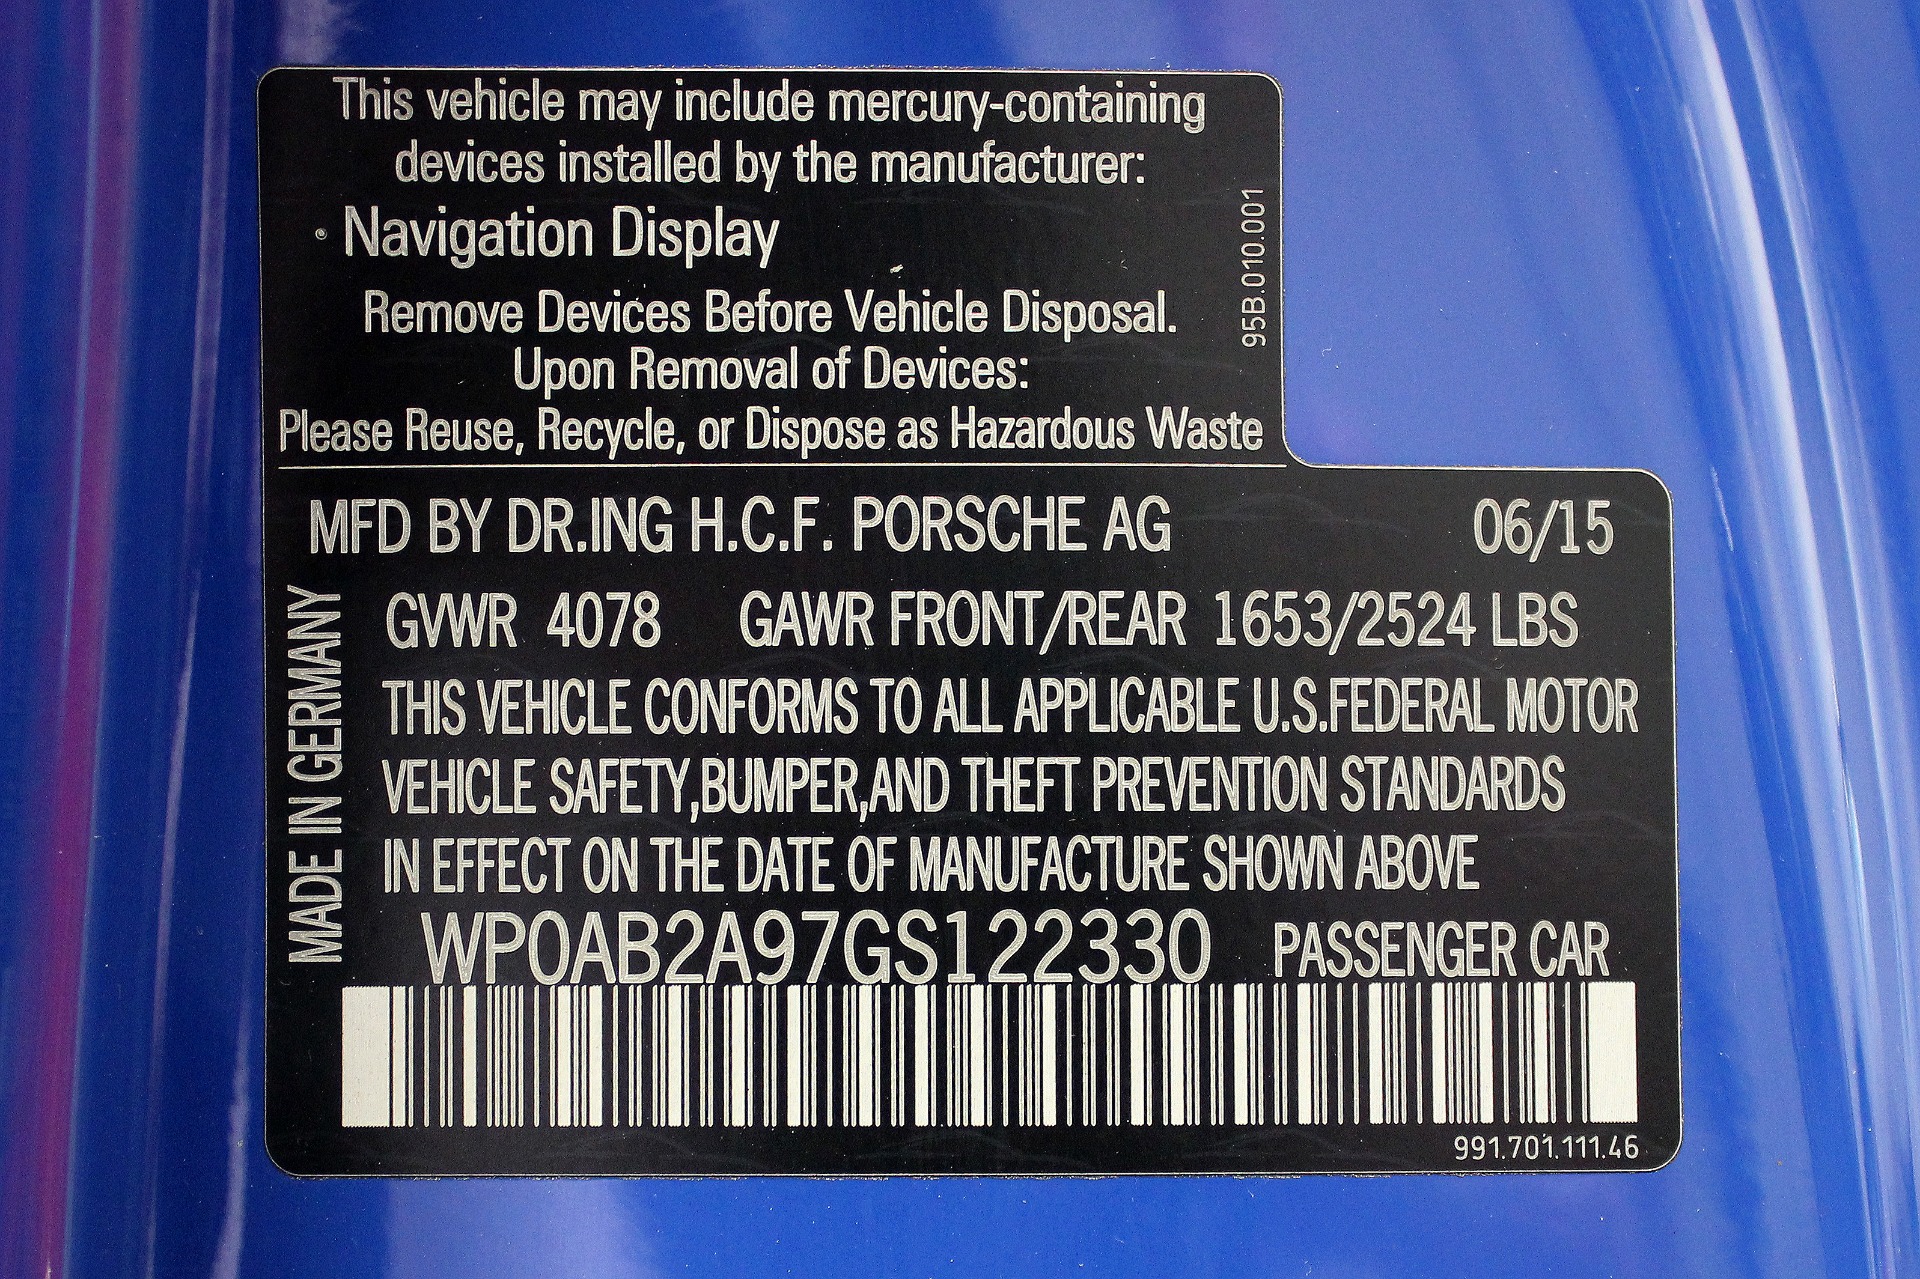 This vehicle may include mercury-containing
devices installed by the manufacturer:
• Navigation Display
Remove Devices Before Vehicle Disposal.
Upon Removal of Devices:
Please Reuse, Recycle, or Dispose as Hazardous Waste
95B.010.001
MFD BY DR.ING H.C.F. PORSCHE AG 06/15
GVWR 4078 GAWR FRONT/REAR 1653/2524 LBS
THIS VEHICLE CONFORMS TO ALL APPLICABLE U.S.FEDERAL MOTOR
VEHICLE SAFETY,BUMPER,AND THEFT PREVENTION STANDARDS
IN EFFECT ON THE DATE OF MANUFACTURE SHOWN ABOVE
MADE IN GERMANY
WP0AB2A97GS122330 PASSENGER CAR
991.701.111.46